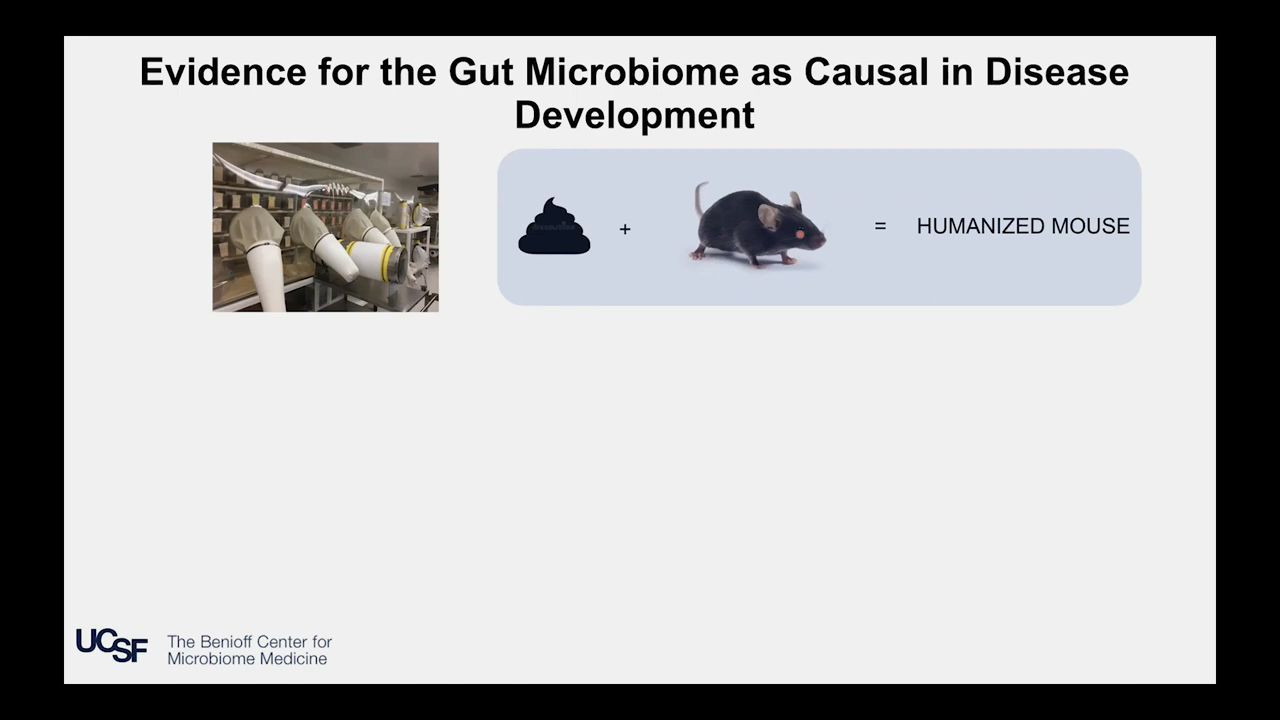 Evidence for the Gut Microbiome as Causal in Disease
Development
+
=
HUMANIZED MOUSE
UCSF
The Benioff Center for
Microbiome Medicine